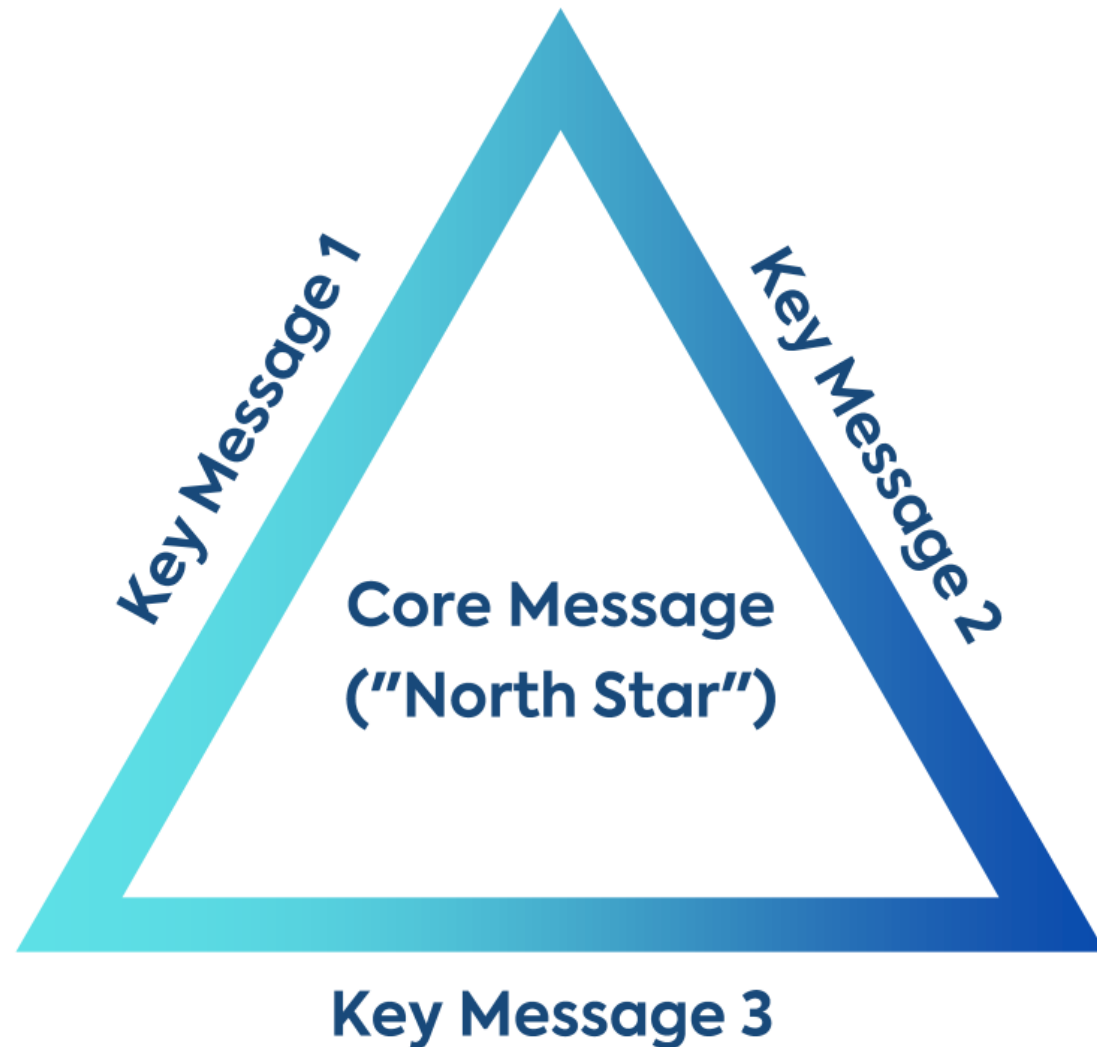 Key Message 1
Key Message 2
Core Message
("North Star")
Key Message 3